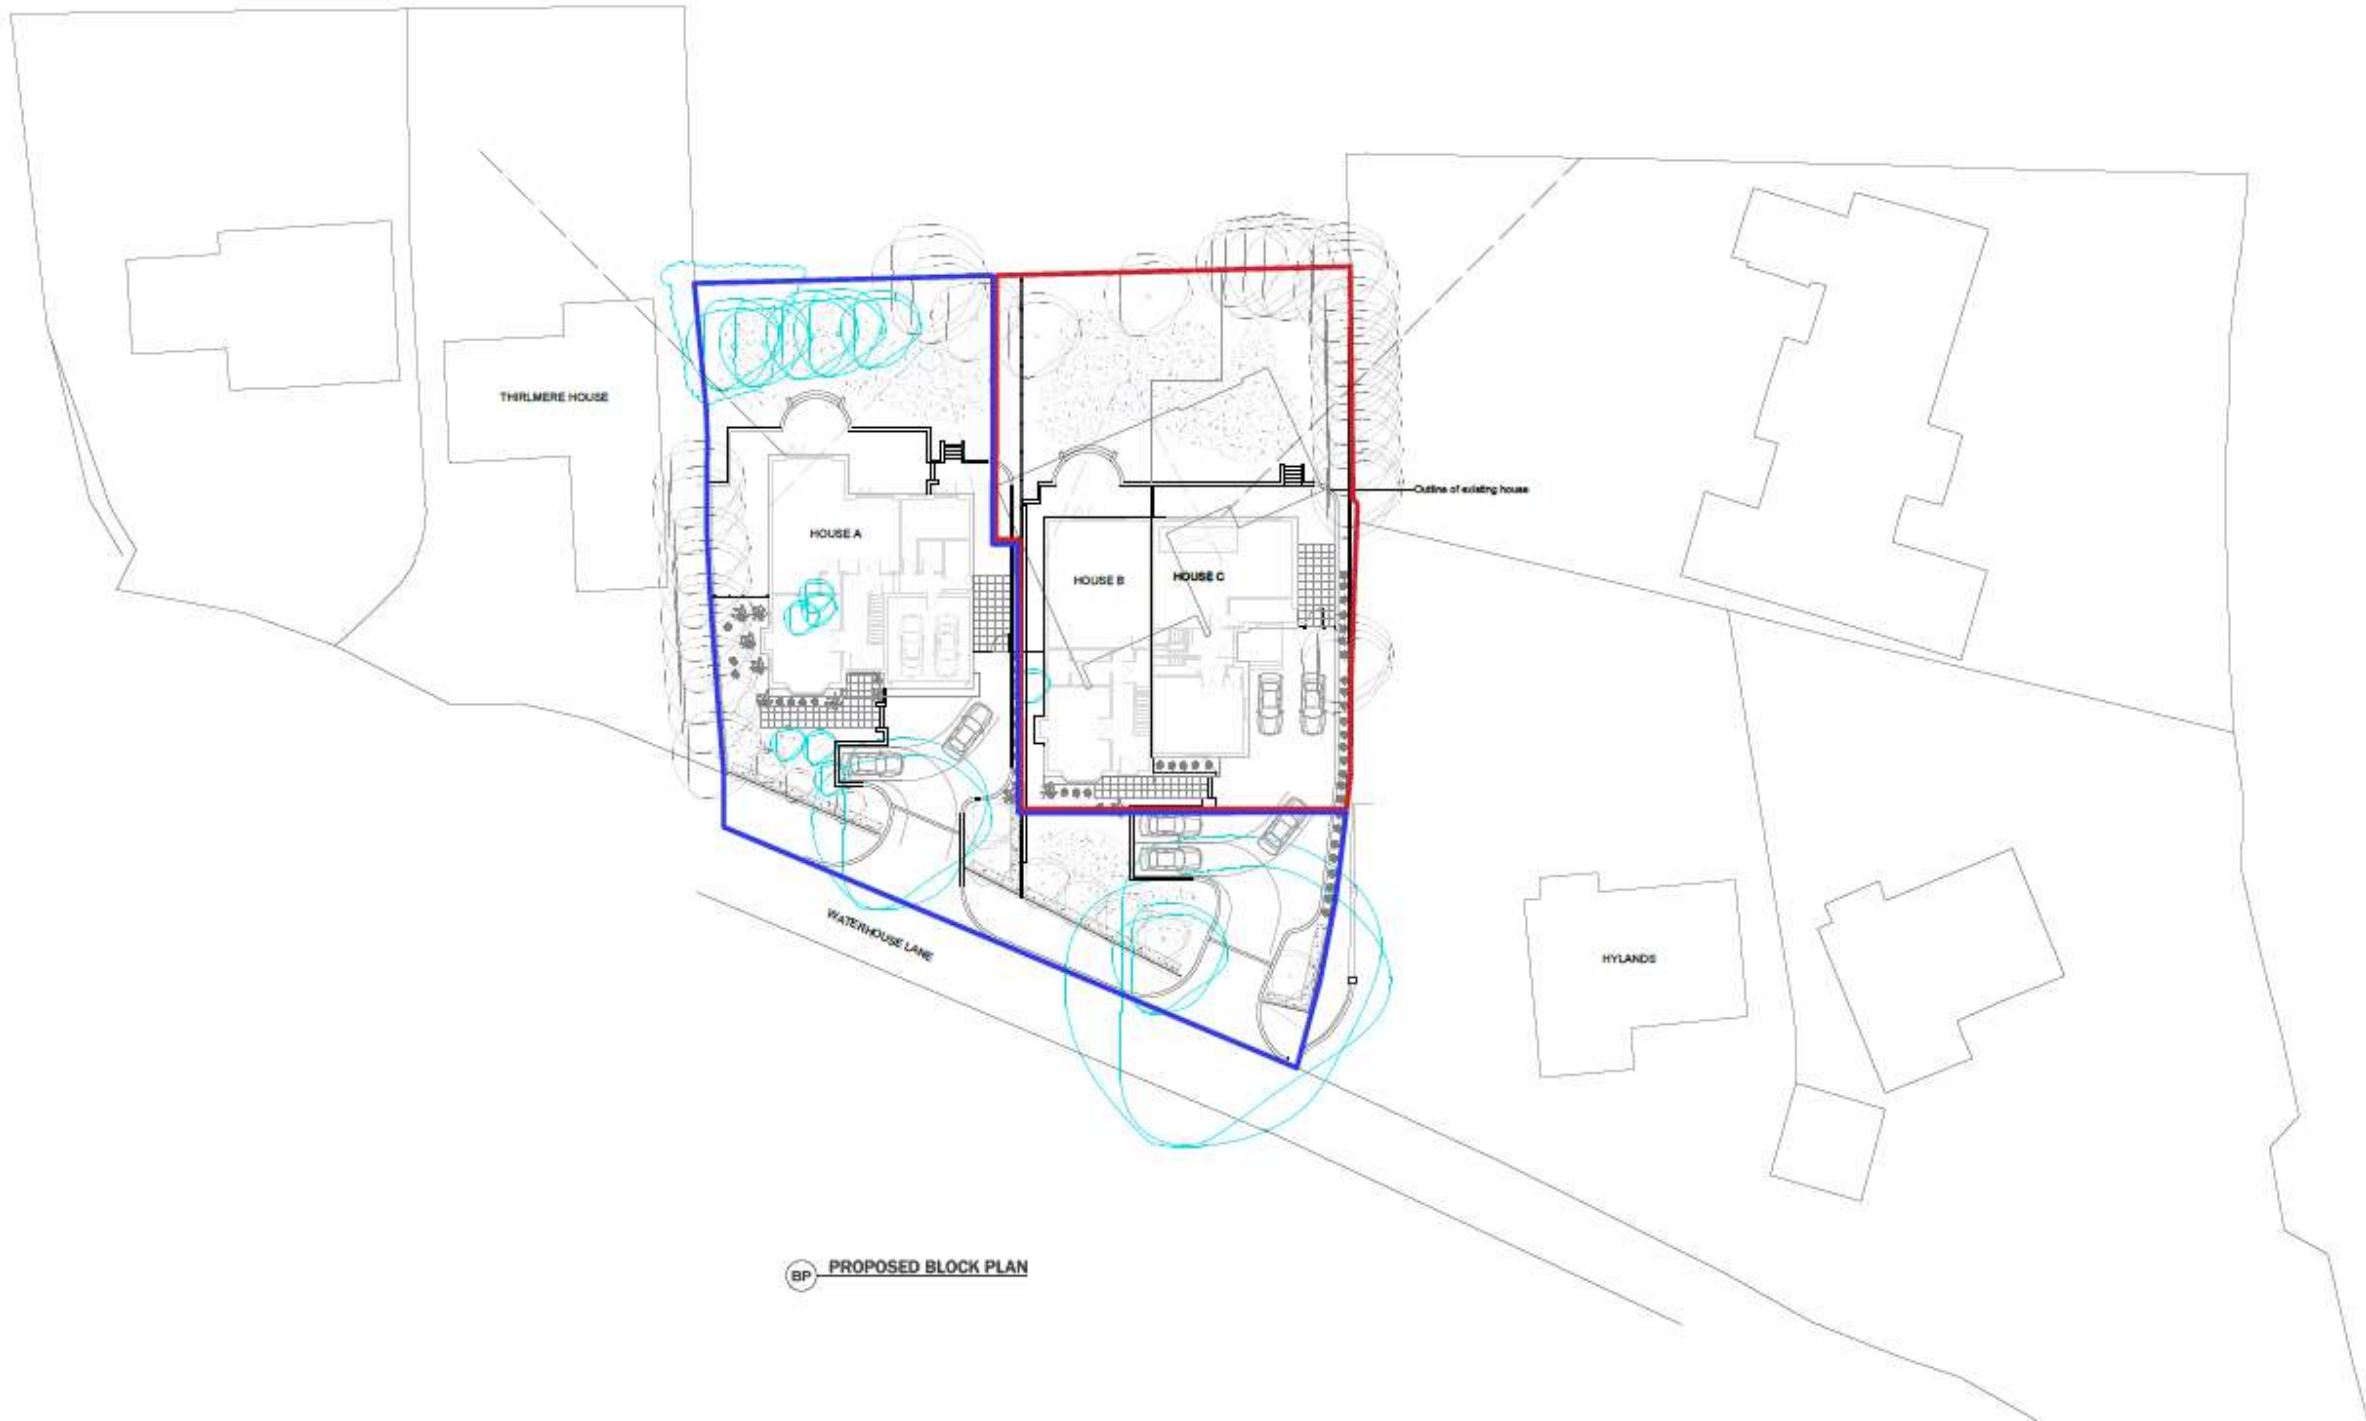 THIRLMERE HOUSE
Outline of existing house
HOUSE A
HOUSE B
HOUSE C
WATERHOUSE LANE
HYLANDS
BP PROPOSED BLOCK PLAN